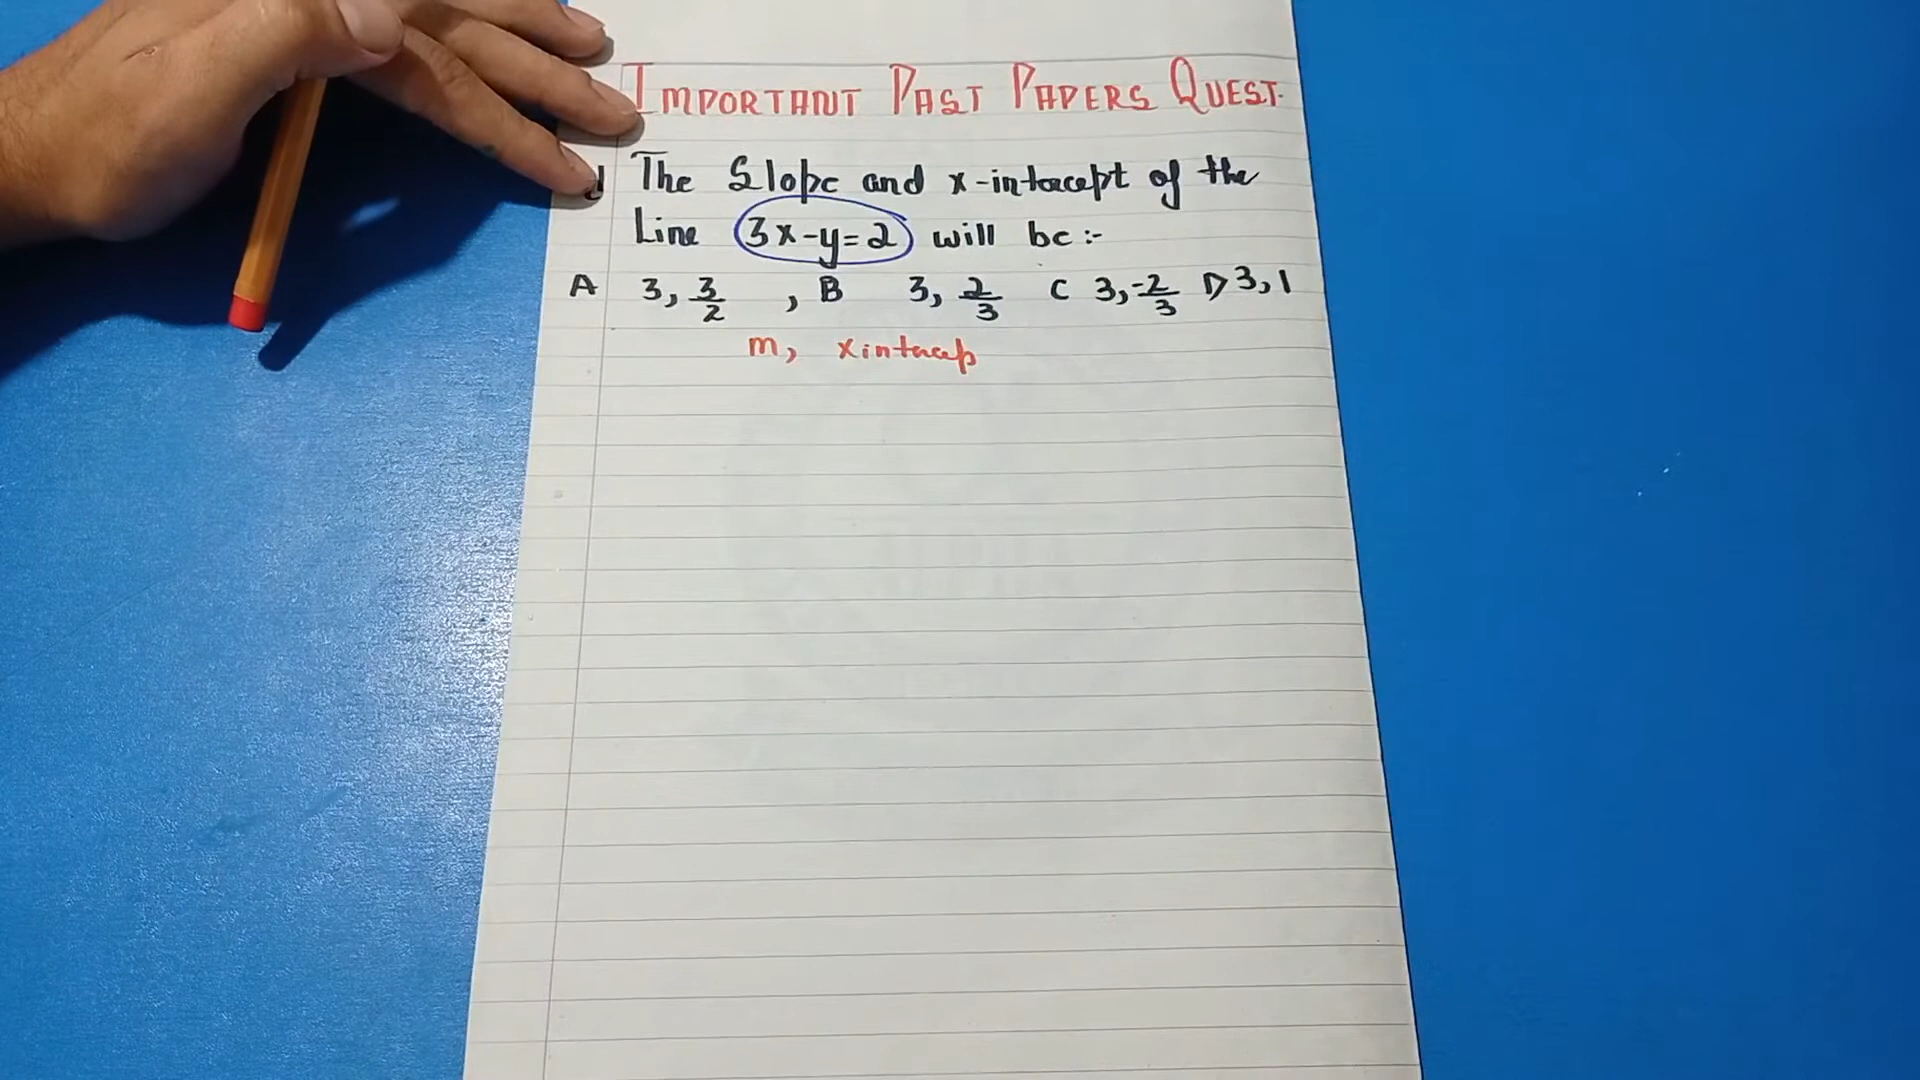 IMPORTANT PAST PAPERS QUEST.
The Slope and x-intercept of the
Line 3x-y=2 will be:-
A 3, 3/2 , B 3, 2/3 C 3, -2/3 D 3, 1
m, x intercep